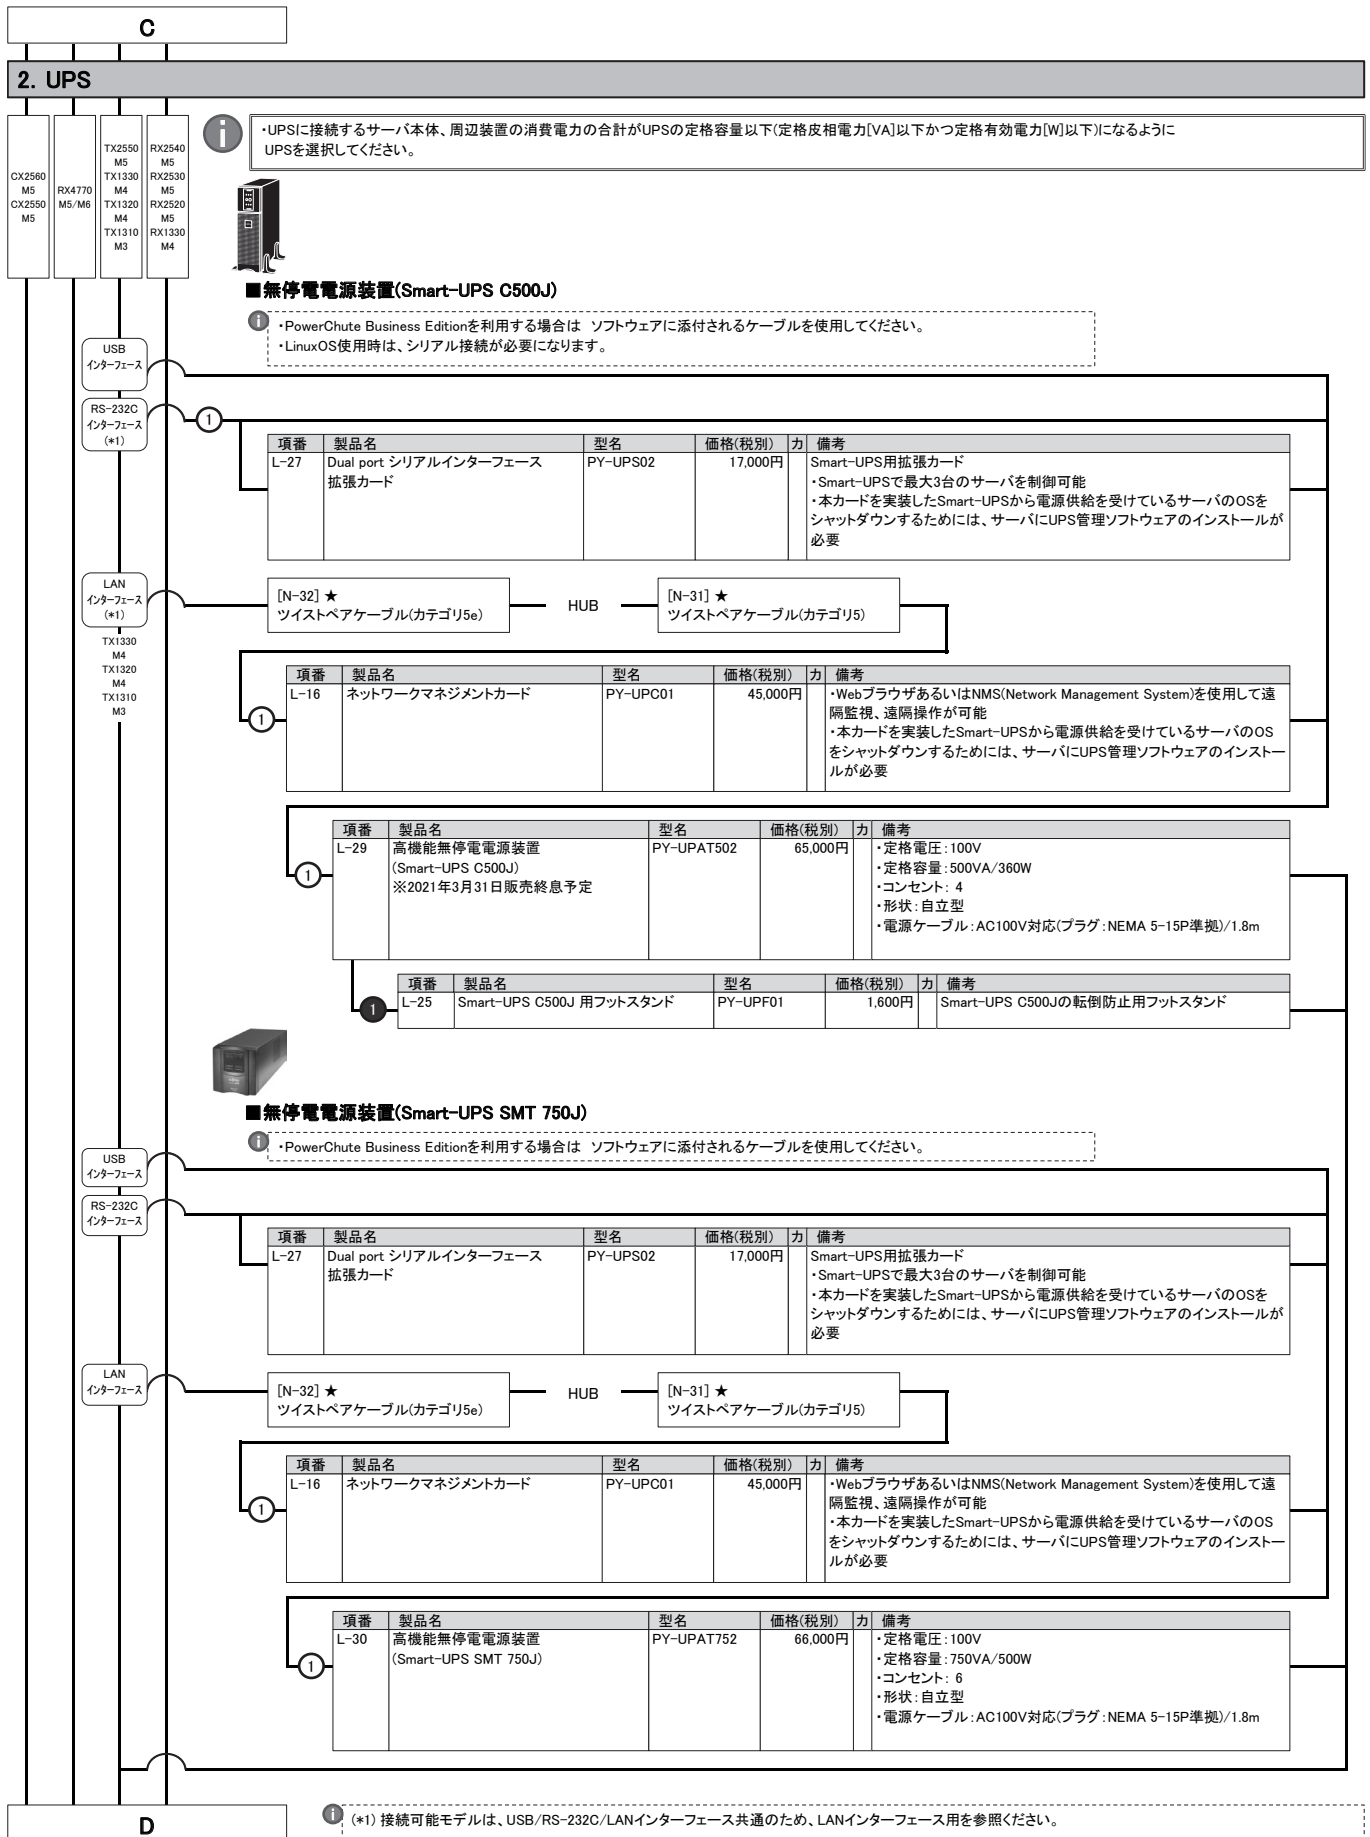 C
2. UPS
CX2560
M5
CX2550
M5
RX4770
M5/M6
TX2550
M5
TX1330
M4
TX1320
M4
TX1310
M3
RX2540
M5
RX2530
M5
RX2520
M5
RX1330
M4
i
・UPSに接続するサーバ本体、周辺装置の消費電力の合計がUPSの定格容量以下(定格皮相電力[VA]以下かつ定格有効電力[W]以下)になるように
UPSを選択してください。
■無停電電源装置(Smart-UPS C500J)
i
・PowerChute Business Editionを利用する場合は ソフトウェアに添付されるケーブルを使用してください。
・LinuxOS使用時は、シリアル接続が必要になります。
USB
インターフェース
RS-232C
インターフェース
(*1)
1
項番 製品名 型名 価格(税別) カ 備考
L-27 Dual port シリアルインターフェース PY-UPS02 17,000円 Smart-UPS用拡張カード
拡張カード ・Smart-UPSで最大3台のサーバを制御可能
・本カードを実装したSmart-UPSから電源供給を受けているサーバのOSを
シャットダウンするためには、サーバにUPS管理ソフトウェアのインストールが
必要
LAN
インターフェース
(*1)
TX1330
M4
TX1320
M4
TX1310
M3
[N-32] ★
ツイストペアケーブル(カテゴリ5e)
HUB
[N-31] ★
ツイストペアケーブル(カテゴリ5)
項番 製品名 型名 価格(税別) カ 備考
1
L-16 ネットワークマネジメントカード PY-UPC01 45,000円 ・WebブラウザあるいはNMS(Network Management System)を使用して遠
隔監視、遠隔操作が可能
・本カードを実装したSmart-UPSから電源供給を受けているサーバのOS
をシャットダウンするためには、サーバにUPS管理ソフトウェアのインストー
ルが必要
項番 製品名 型名 価格(税別) カ 備考
1
L-29 高機能無停電電源装置 PY-UPAT502 65,000円 ・定格電圧:100V
(Smart-UPS C500J) ・定格容量:500VA/360W
※2021年3月31日販売終息予定 ・コンセント: 4
・形状:自立型
・電源ケーブル:AC100V対応(プラグ:NEMA 5-15P準拠)/1.8m
項番 製品名 型名 価格(税別) カ 備考
1
L-25 Smart-UPS C500J 用フットスタンド PY-UPF01 1,600円 Smart-UPS C500Jの転倒防止用フットスタンド
■無停電電源装置(Smart-UPS SMT 750J)
i
・PowerChute Business Editionを利用する場合は ソフトウェアに添付されるケーブルを使用してください。
USB
インターフェース
RS-232C
インターフェース
項番 製品名 型名 価格(税別) カ 備考
L-27 Dual port シリアルインターフェース PY-UPS02 17,000円 Smart-UPS用拡張カード
拡張カード ・Smart-UPSで最大3台のサーバを制御可能
・本カードを実装したSmart-UPSから電源供給を受けているサーバのOSを
シャットダウンするためには、サーバにUPS管理ソフトウェアのインストールが
必要
LAN
インターフェース
[N-32] ★
ツイストペアケーブル(カテゴリ5e)
HUB
[N-31] ★
ツイストペアケーブル(カテゴリ5)
項番 製品名 型名 価格(税別) カ 備考
1
L-16 ネットワークマネジメントカード PY-UPC01 45,000円 ・WebブラウザあるいはNMS(Network Management System)を使用して遠
隔監視、遠隔操作が可能
・本カードを実装したSmart-UPSから電源供給を受けているサーバのOS
をシャットダウンするためには、サーバにUPS管理ソフトウェアのインストー
ルが必要
項番 製品名 型名 価格(税別) カ 備考
1
L-30 高機能無停電電源装置 PY-UPAT752 66,000円 ・定格電圧:100V
(Smart-UPS SMT 750J) ・定格容量:750VA/500W
・コンセント: 6
・形状:自立型
・電源ケーブル:AC100V対応(プラグ:NEMA 5-15P準拠)/1.8m
D
i
(*1) 接続可能モデルは、USB/RS-232C/LANインターフェース共通のため、LANインターフェース用を参照ください。